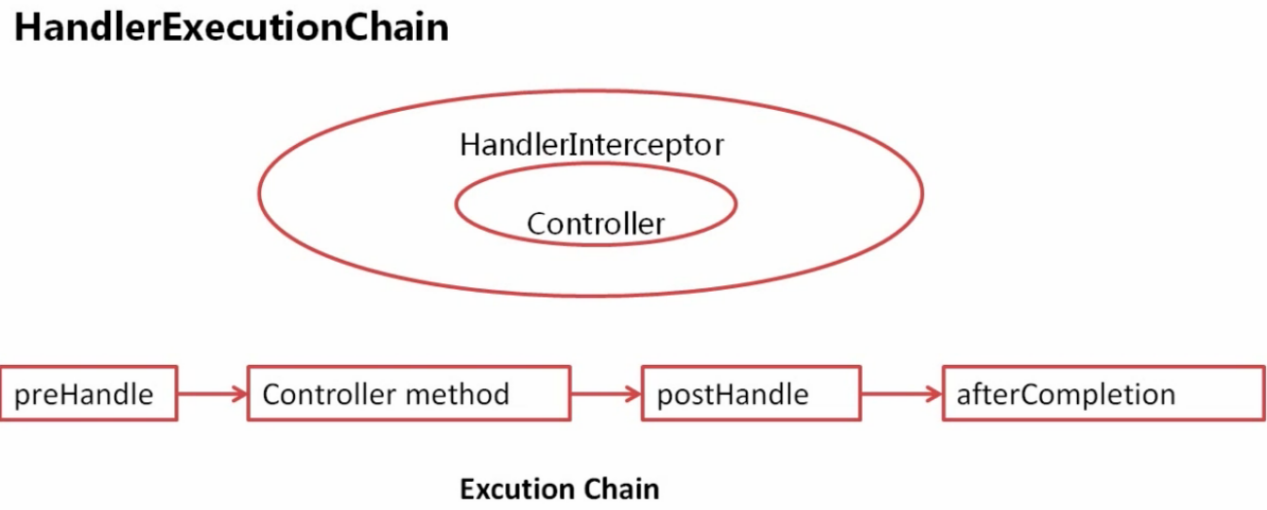 HandlerExecutionChain
HandlerInterceptor
Controller
preHandle
Controller method
postHandle
afterCompletion
Excution Chain